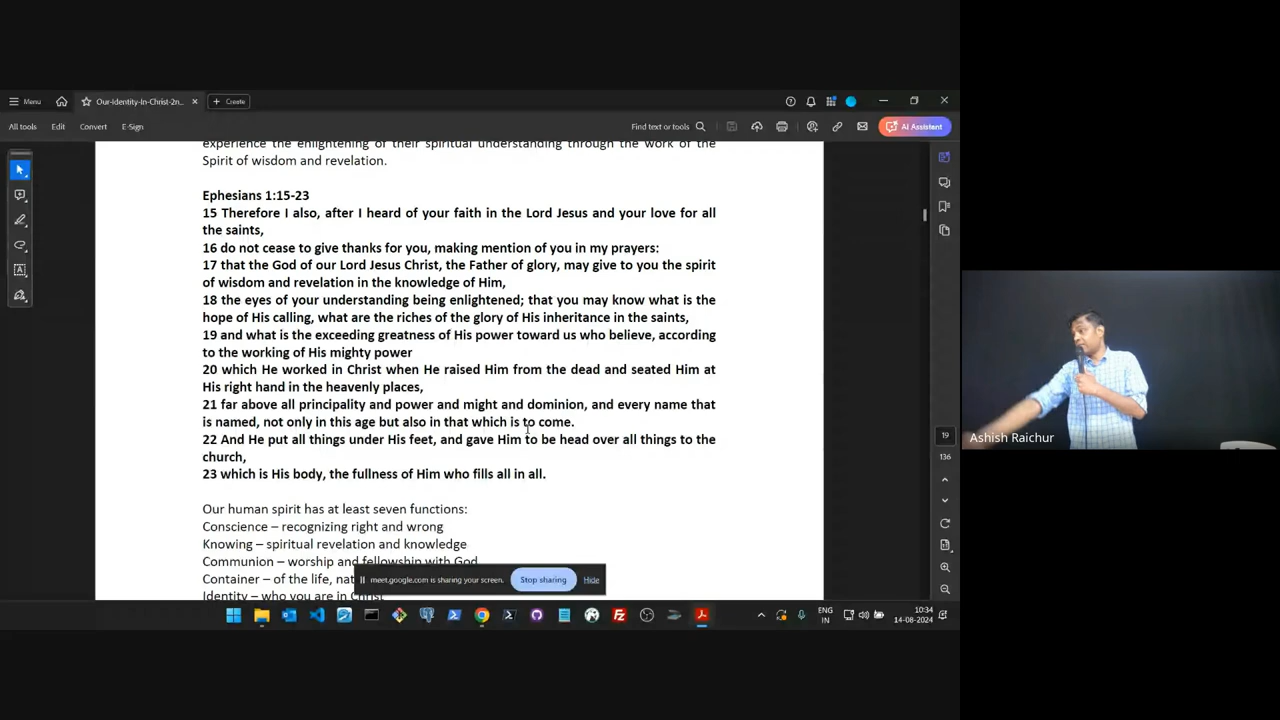 Menu
Our-Identity-In-Christ-2n...
Create
All tools
Edit
Convert
E-Sign
Find text or tools
AI Assistant
experience the enlightening of their spiritual understanding through the work of the
Spirit of wisdom and revelation.
Ephesians 1:15-23
15 Therefore I also, after I heard of your faith in the Lord Jesus and your love for all
the saints,
16 do not cease to give thanks for you, making mention of you in my prayers:
17 that the God of our Lord Jesus Christ, the Father of glory, may give to you the spirit
of wisdom and revelation in the knowledge of Him,
18 the eyes of your understanding being enlightened; that you may know what is the
hope of His calling, what are the riches of the glory of His inheritance in the saints,
19 and what is the exceeding greatness of His power toward us who believe, according
to the working of His mighty power
20 which He worked in Christ when He raised Him from the dead and seated Him at
His right hand in the heavenly places,
21 far above all principality and power and might and dominion, and every name that
is named, not only in this age but also in that which is to come.
22 And He put all things under His feet, and gave Him to be head over all things to the
church,
23 which is His body, the fullness of Him who fills all in all.
Our human spirit has at least seven functions:
Conscience – recognizing right and wrong
Knowing – spiritual revelation and knowledge
Communion – worship and fellowship with God
Container – of the life, nat
Identity – who you are in Christ
meet.google.com is sharing your screen.
Stop sharing
Hide
19
136
ENG
IN
10:34
14-08-2024
Ashish Raichur